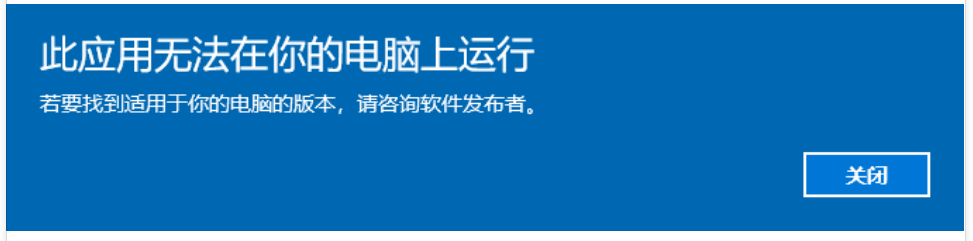 此应用无法在你的电脑上运行
若要找到适用于你的电脑的版本，请咨询软件发布者。
关闭